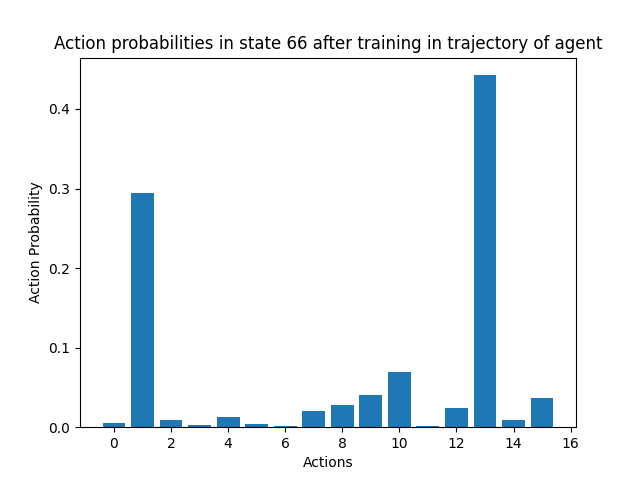 Action probabilities in state 66 after training in trajectory of agent
Action Probability
0.4
0.3
0.2
0.1
0.0
0 2 4 6 8 10 12 14 16
Actions